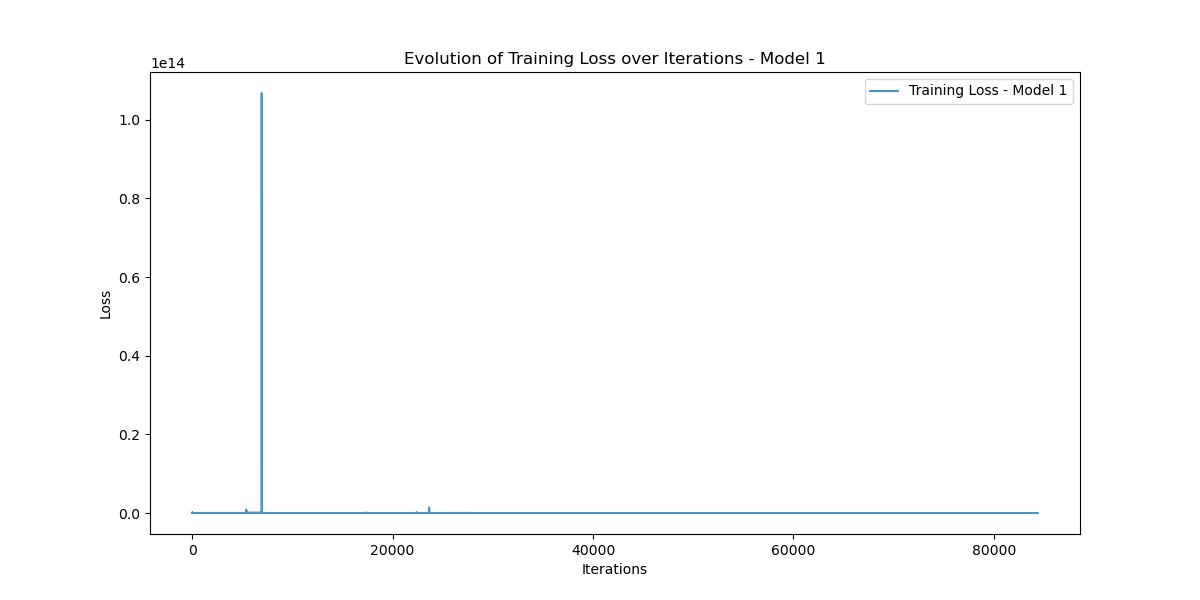 Evolution of Training Loss over Iterations - Model 1
1e14
Training Loss - Model 1
1.0
0.8
0.6
0.4
0.2
0.0
Loss
0 20000 40000 60000 80000
Iterations